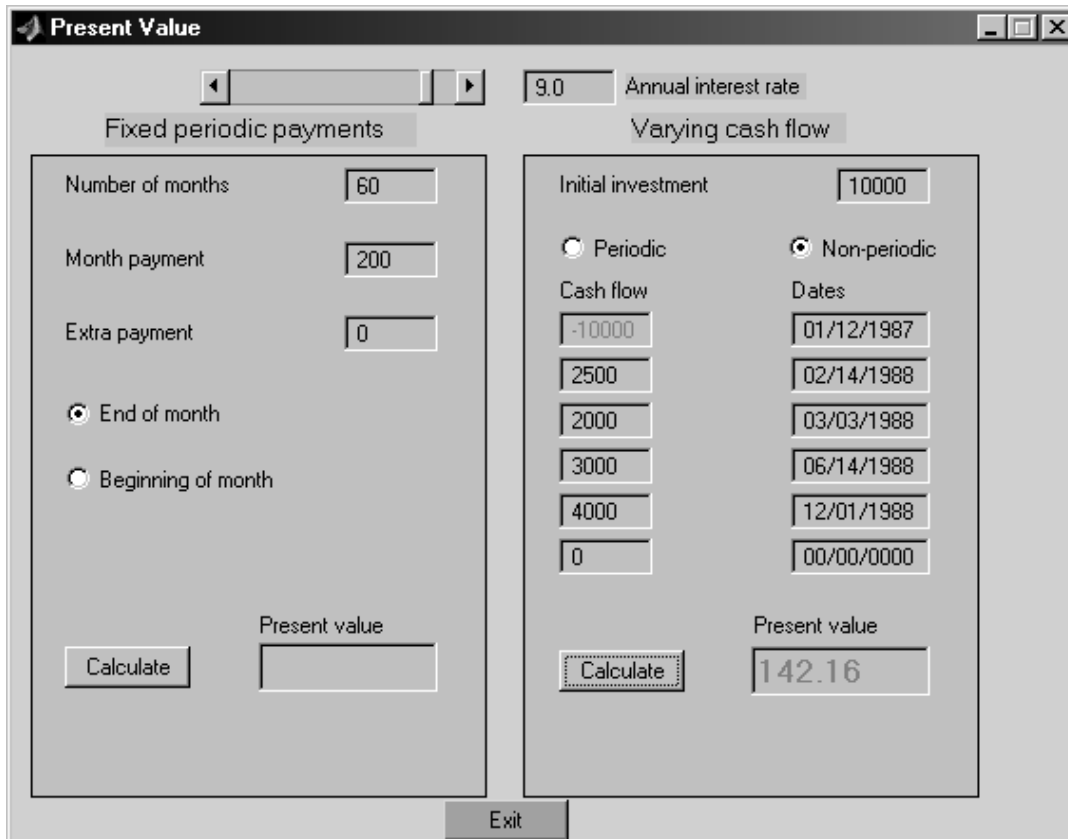 Present Value
9.0 Annual interest rate
Fixed periodic payments
Number of months 60
Month payment 200
Extra payment 0
End of month
Beginning of month
Present value
Calculate
Varying cash flow
Initial investment 10000
Periodic Non-periodic
Cash flow Dates
-10000 01/12/1987
2500 02/14/1988
2000 03/03/1988
3000 06/14/1988
4000 12/01/1988
0 00/00/0000
Present value
Calculate 142.16
Exit